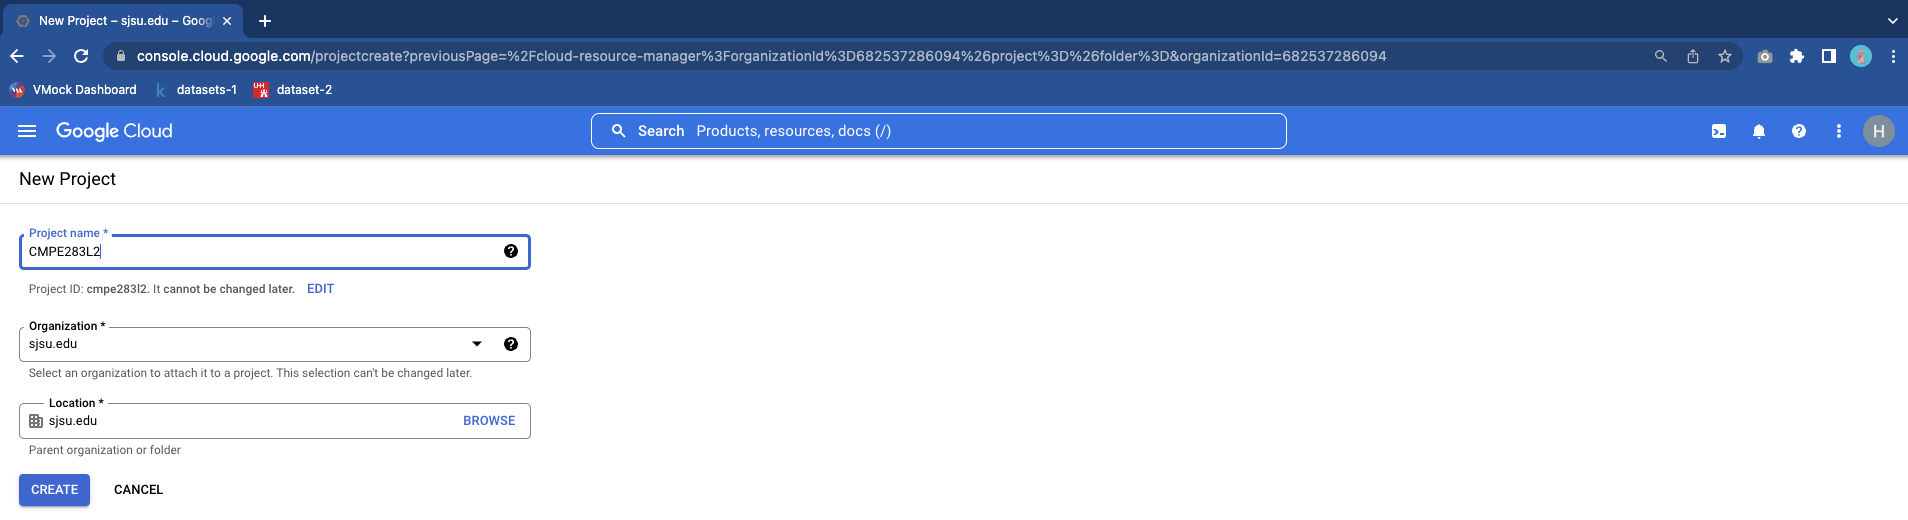 New Project – sjsu.edu – Goog
console.cloud.google.com/projectcreate?previousPage=%2Fcloud-resource-manager%3ForganizationId%3D682537286094%26project%3D%26folder%3D&organizationId=682537286094
VMock Dashboard k datasets-1 U+H dataset-2
Google Cloud Search Products, resources, docs (/) H
New Project
Project name *
CMPE283L2
Project ID: cmpe283l2. It cannot be changed later. EDIT
Organization *
sjsu.edu
Select an organization to attach it to a project. This selection can't be changed later.
Location *
sjsu.edu BROWSE
Parent organization or folder
CREATE CANCEL